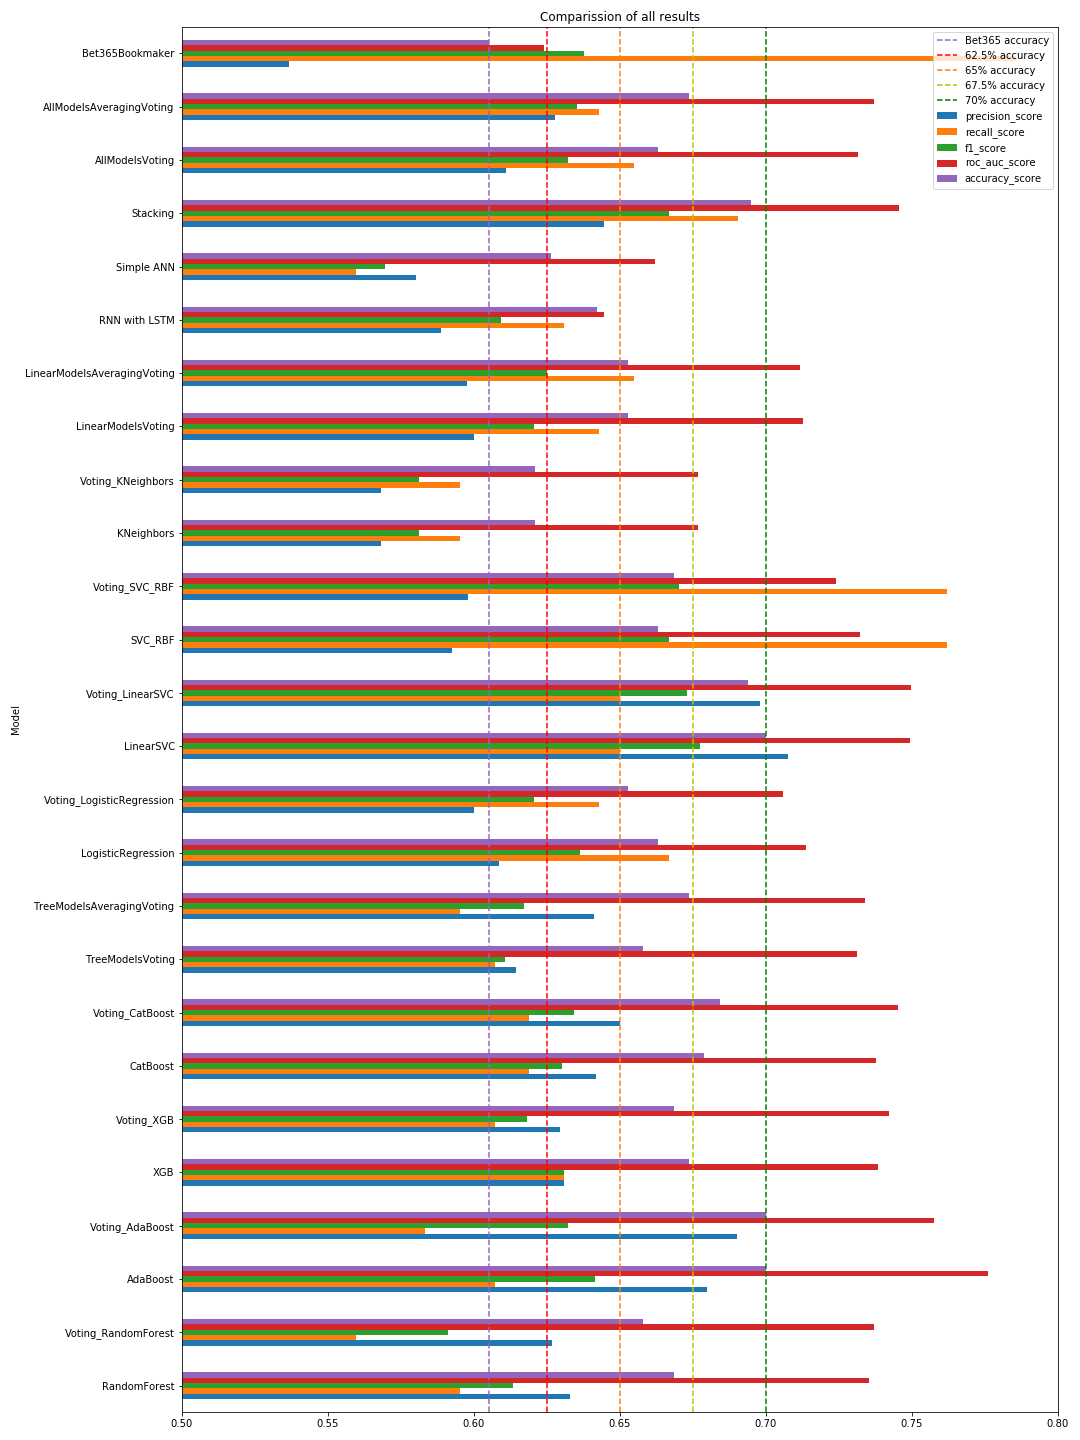 Comparission of all results
Bet365Bookmaker
AllModelsAveragingVoting
AllModelsVoting
Stacking
Simple ANN
RNN with LSTM
LinearModelsAveragingVoting
LinearModelsVoting
Voting_KNeighbors
KNeighbors
Voting_SVC_RBF
SVC_RBF
Voting_LinearSVC
LinearSVC
Voting_LogisticRegression
LogisticRegression
TreeModelsAveragingVoting
TreeModelsVoting
Voting_CatBoost
CatBoost
Voting_XGB
XGB
Voting_AdaBoost
AdaBoost
Voting_RandomForest
RandomForest
Model
Bet365 accuracy
62.5% accuracy
65% accuracy
67.5% accuracy
70% accuracy
precision_score
recall_score
f1_score
roc_auc_score
accuracy_score
0.50 0.55 0.60 0.65 0.70 0.75 0.80